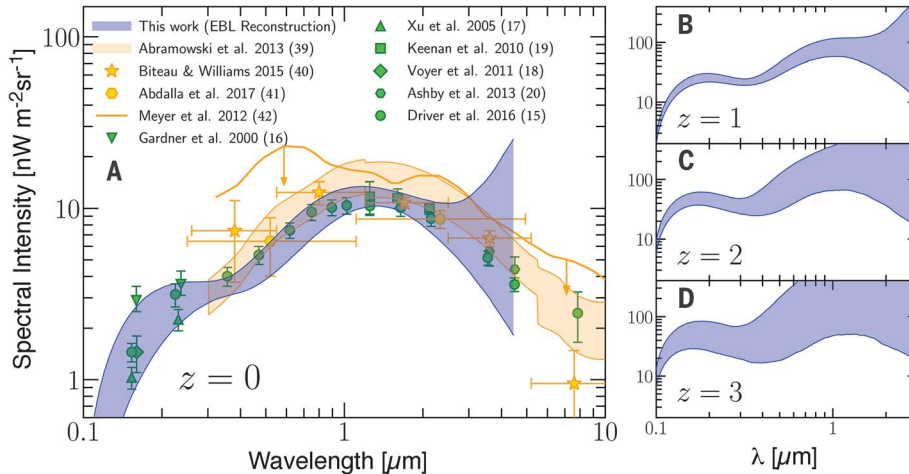 This work (EBL Reconstruction)
Abramowski et al. 2013 (39)
Biteau & Williams 2015 (40)
Abdalla et al. 2017 (41)
Meyer et al. 2012 (42)
Gardner et al. 2000 (16)
Xu et al. 2005 (17)
Keenan et al. 2010 (19)
Voyer et al. 2011 (18)
Ashby et al. 2013 (20)
Driver et al. 2016 (15)
Spectral Intensity [nW m⁻²sr⁻¹]
100
10
1
A
z = 0
0.1
1
10
Wavelength [μm]
B
100
10
z = 1
C
100
10
z = 2
D
100
10
z = 3
0.1
1
λ [μm]